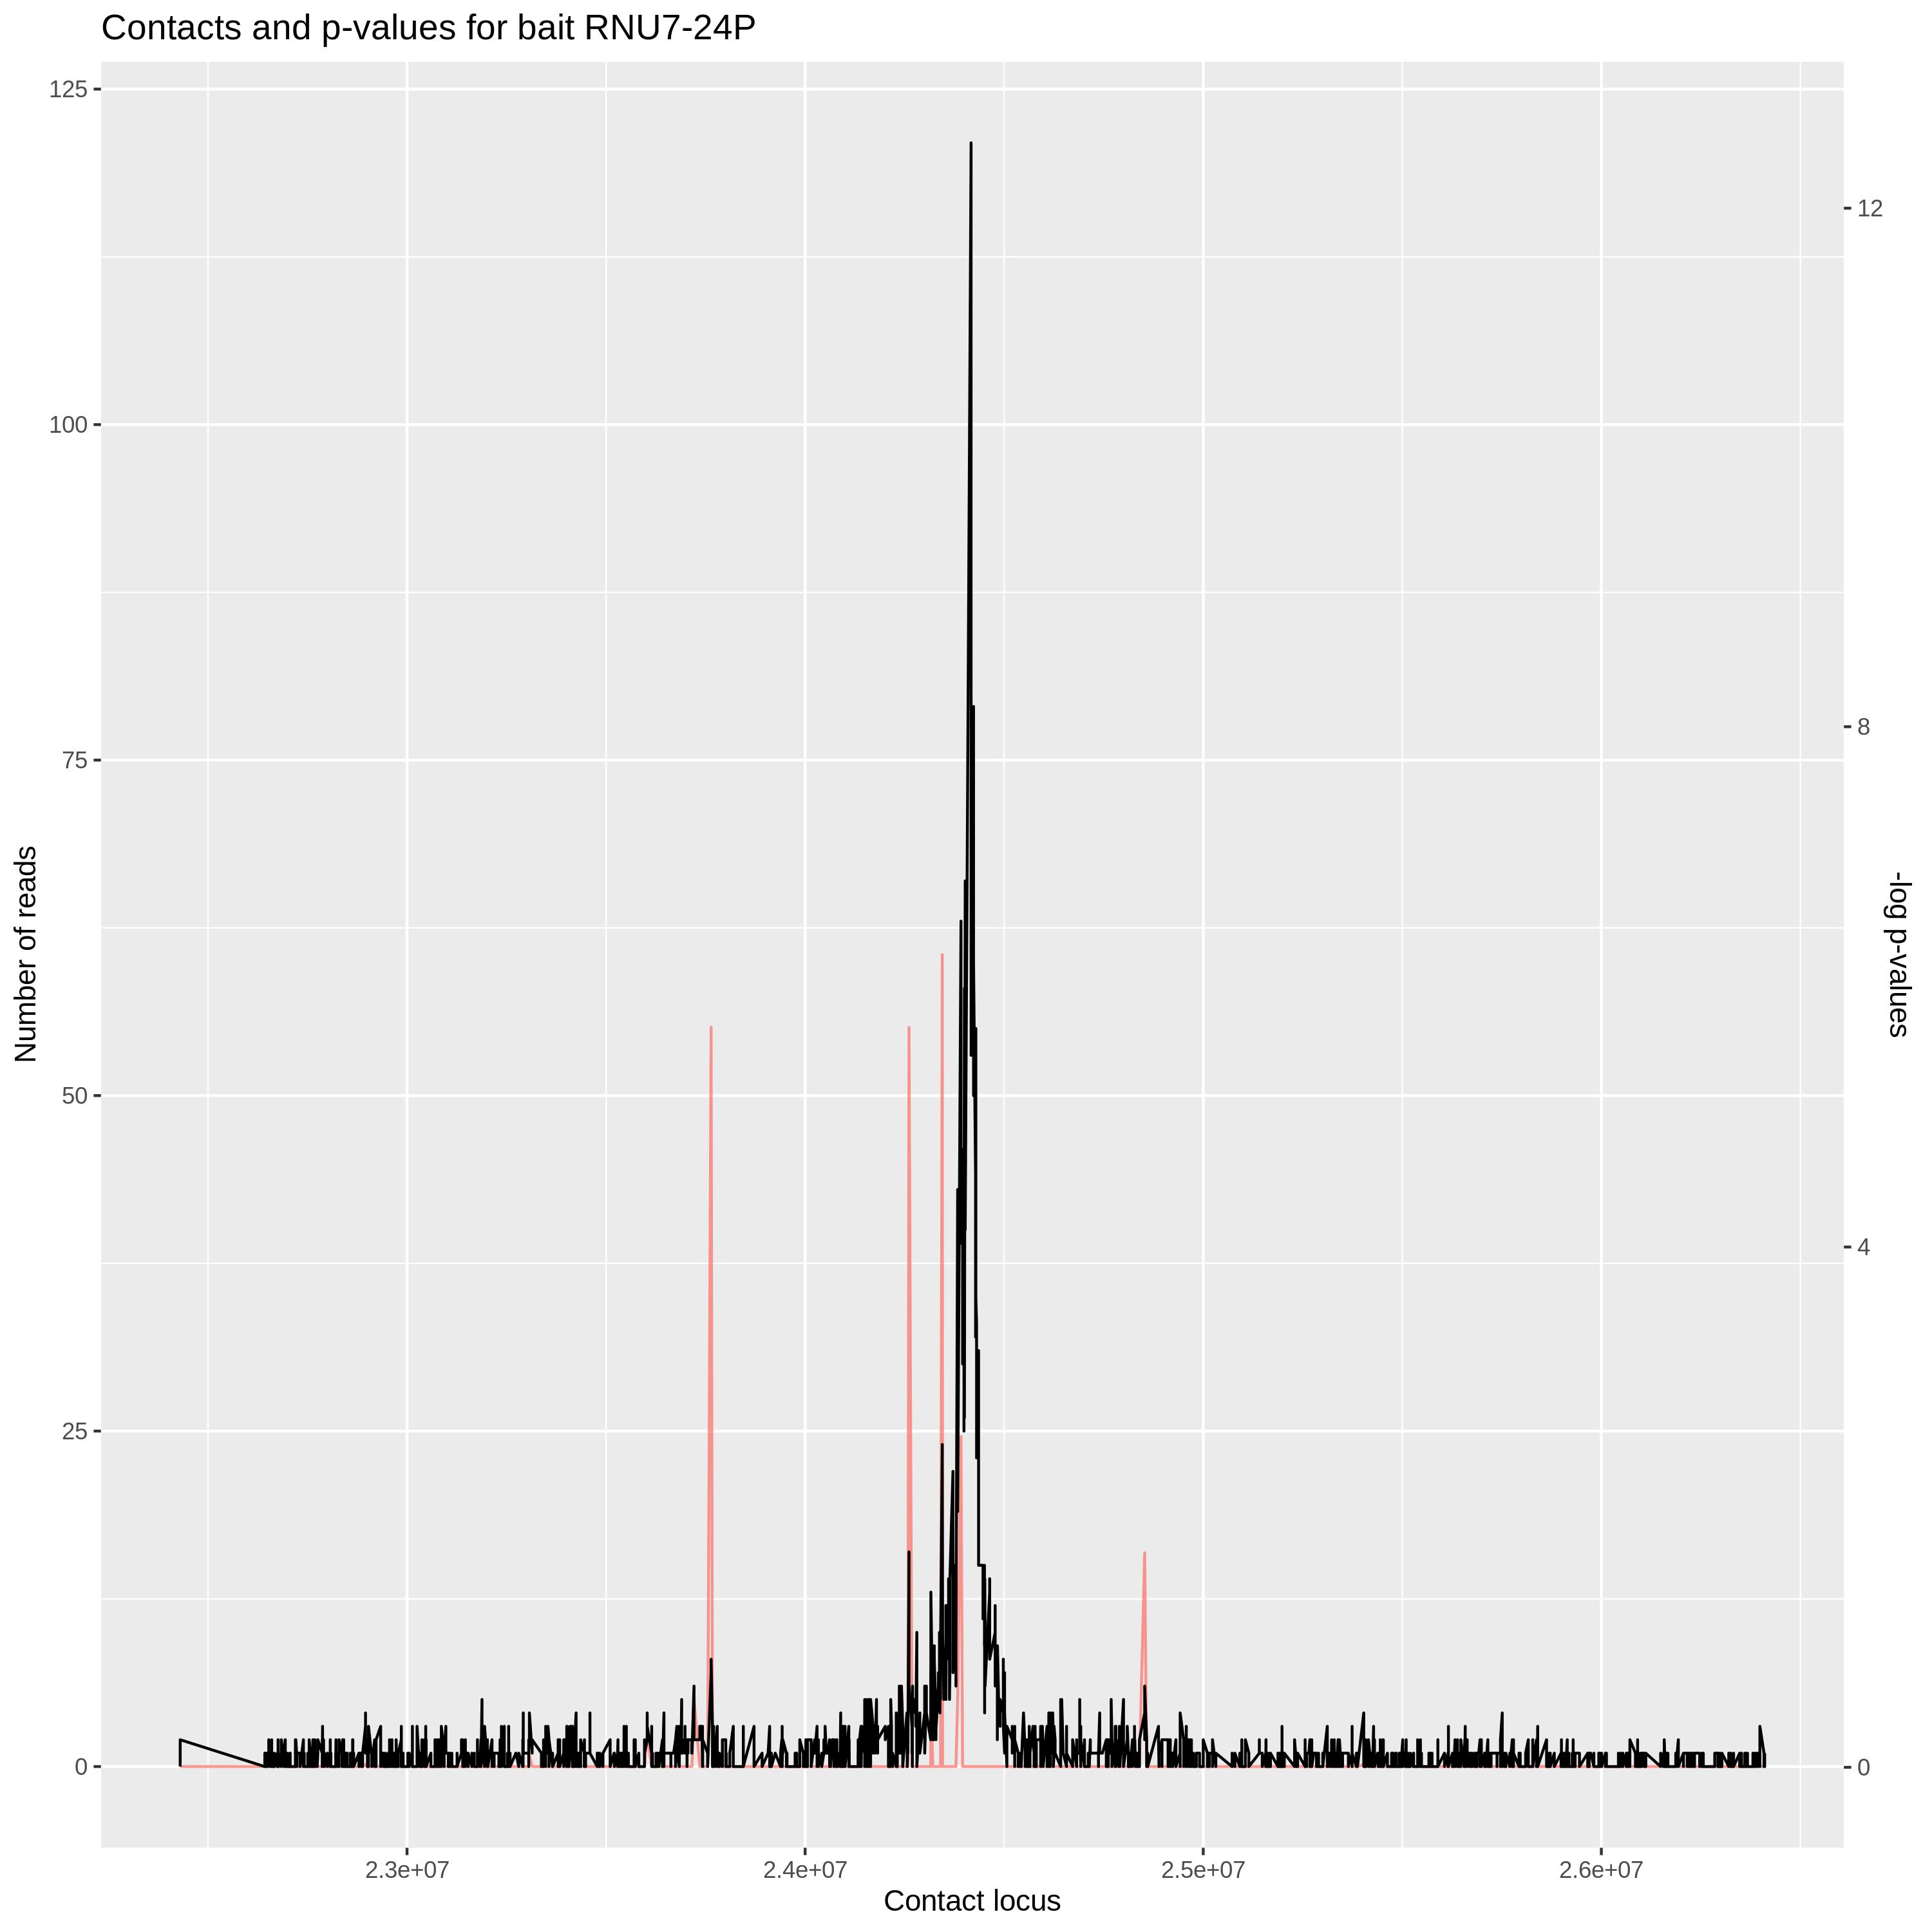 Contacts and p-values for bait RNU7-24P
125
100
75
50
25
0
Number of reads
12
8
4
0
-log p-values
2.3e+07
2.4e+07
2.5e+07
2.6e+07
Contact locus